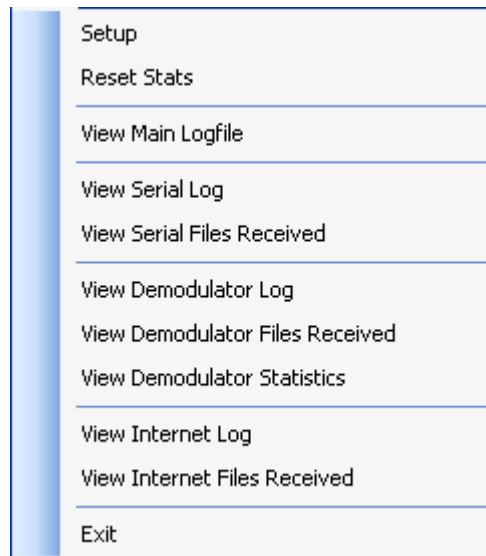 Setup
Reset Stats
View Main Logfile
View Serial Log
View Serial Files Received
View Demodulator Log
View Demodulator Files Received
View Demodulator Statistics
View Internet Log
View Internet Files Received
Exit